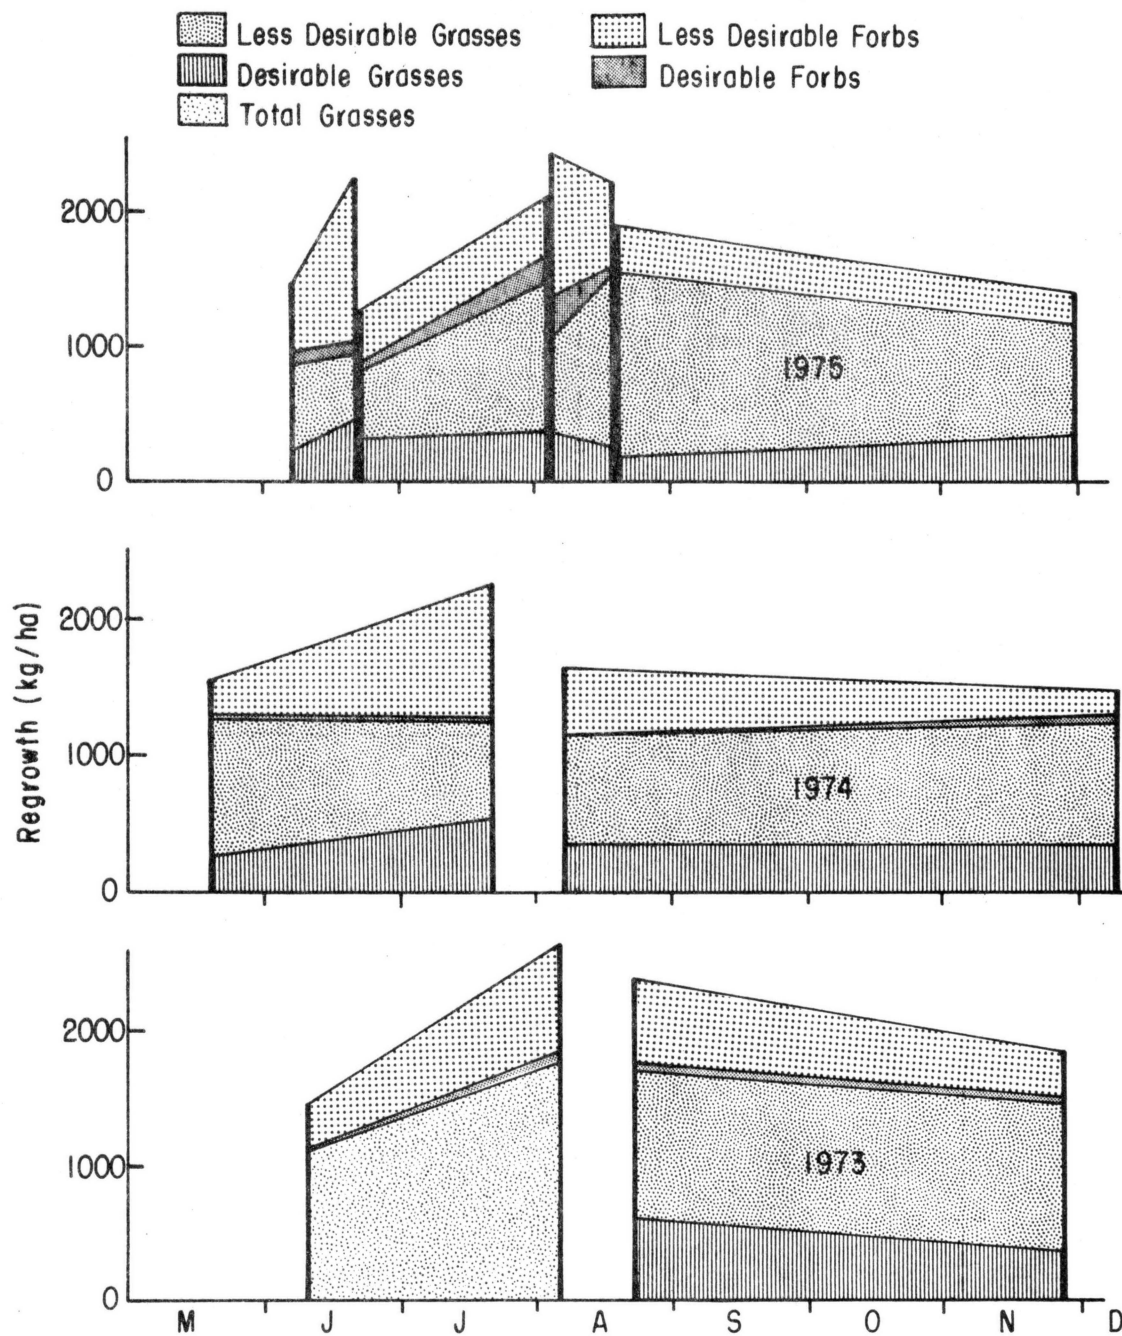 Less Desirable Grasses
Less Desirable Forbs
Desirable Grasses
Desirable Forbs
Total Grasses
2000
1000
0
1975
Regrowth (kg/ha)
2000
1000
0
1974
2000
1000
0
1973
M J J A S O N D